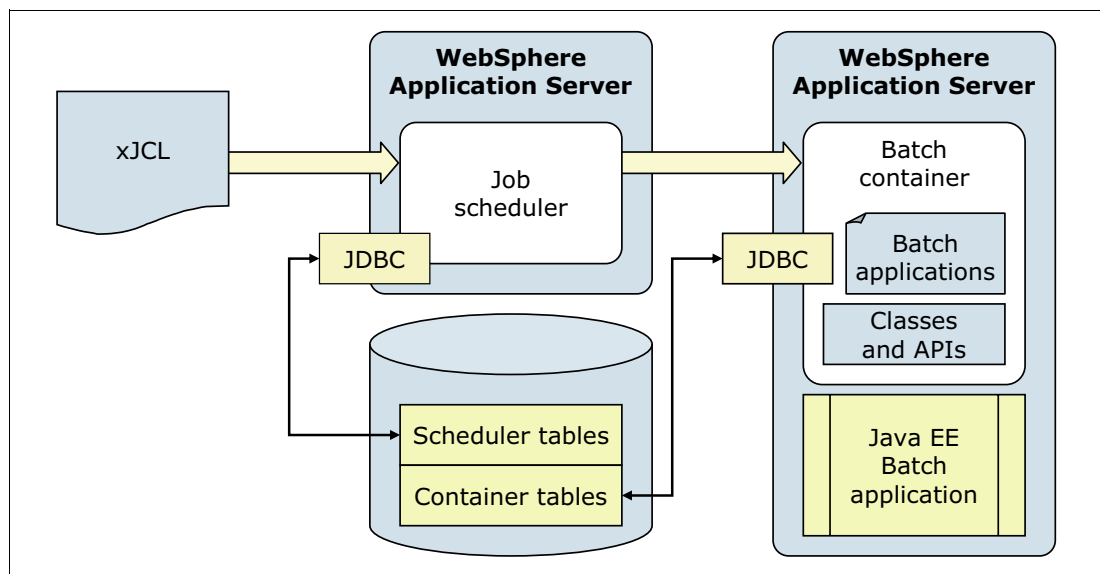 WebSphere
Application Server
WebSphere
Application Server
xJCL
Job
scheduler
Batch
container
JDBC
JDBC
Batch
applications
Classes
and APIs
Scheduler tables
Container tables
Java EE
Batch
application